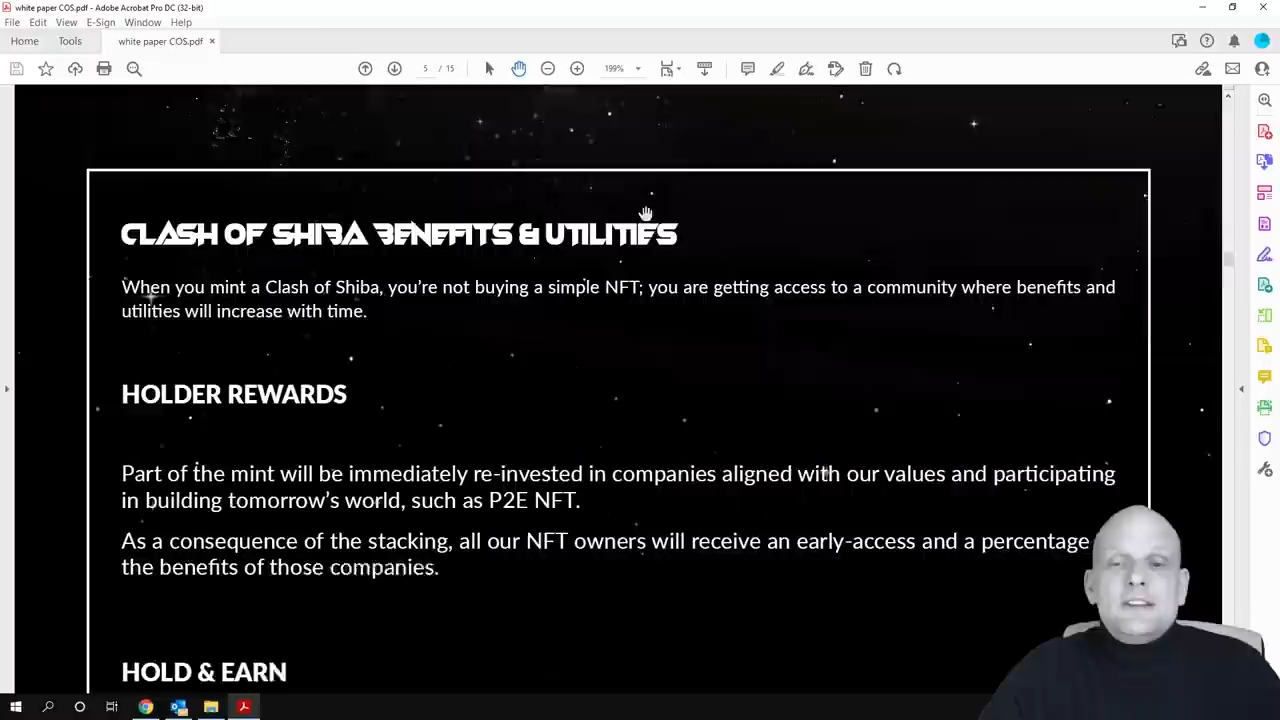 white paper COS.pdf - Adobe Acrobat Pro DC (32-bit)
File Edit View E-Sign Window Help
Home Tools white paper COS.pdf ×
5 / 15 199%
CLASH OF SHIBA BENEFITS & UTILITIES
When you mint a Clash of Shiba, you're not buying a simple NFT; you are getting access to a community where benefits and
utilities will increase with time.
HOLDER REWARDS
Part of the mint will be immediately re-invested in companies aligned with our values and participating
in building tomorrow's world, such as P2E NFT.
As a consequence of the stacking, all our NFT owners will receive an early-access and a percentage
the benefits of those companies.
HOLD & EARN